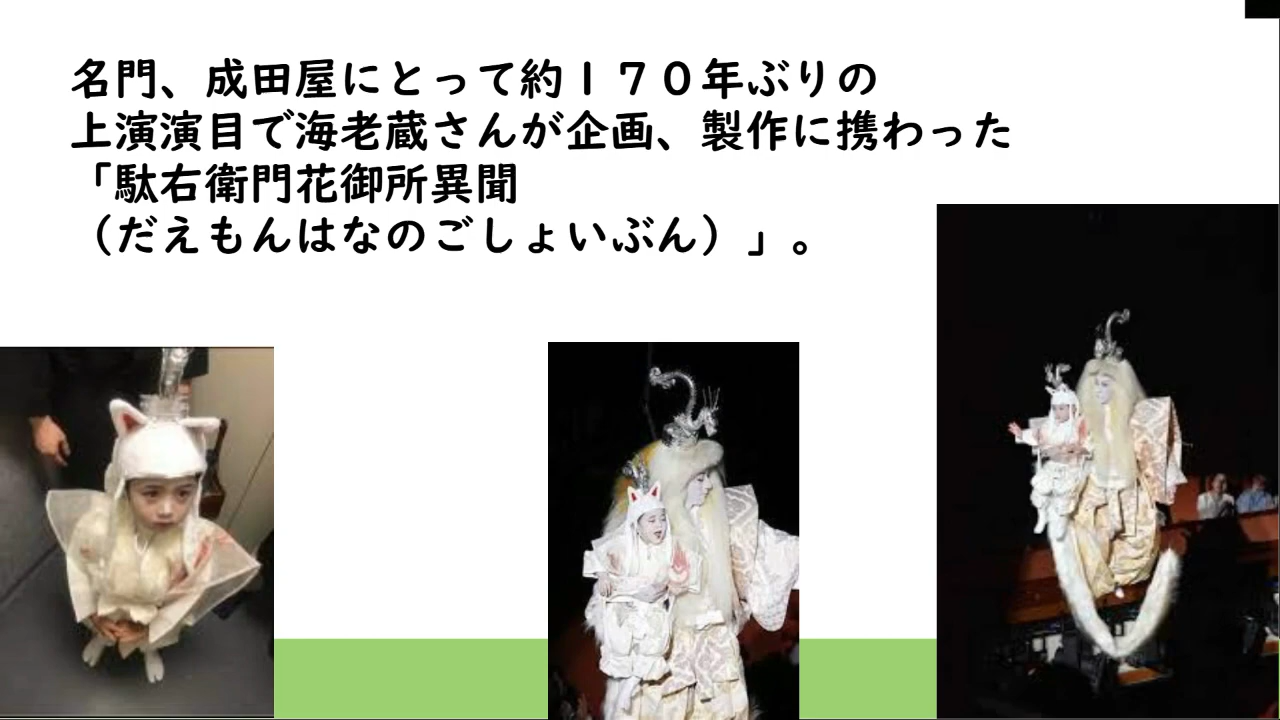 名門、成田屋にとって約１７０年ぶりの
上演演目で海老蔵さんが企画、製作に携わった
「駄右衛門花御所異聞
（だえもんはなのごしょいぶん）」。